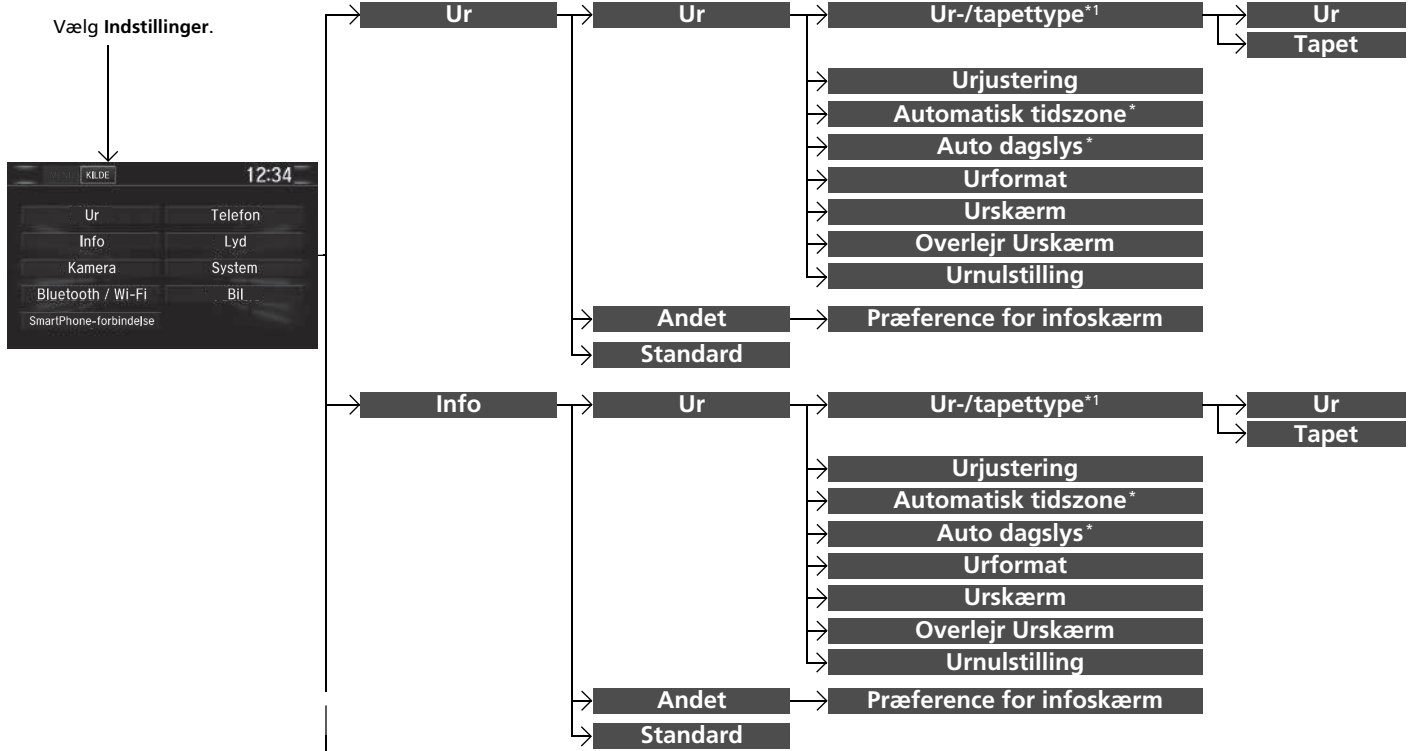 Vælg Indstillinger.
KILDE
12:34
Ur Telefon
Info Lyd
Kamera System
Bluetooth / Wi-Fi Bil
SmartPhone-forbindelse
Ur Ur Ur-/tapettype*1 Ur
Tapet
Urjustering
Automatisk tidszone*
Auto dagslys*
Urformat
Urskærm
Overlejr Urskærm
Urnulstilling
Andet Præference for infoskærm
Standard
Info Ur Ur-/tapettype*1 Ur
Tapet
Urjustering
Automatisk tidszone*
Auto dagslys*
Urformat
Urskærm
Overlejr Urskærm
Urnulstilling
Andet Præference for infoskærm
Standard